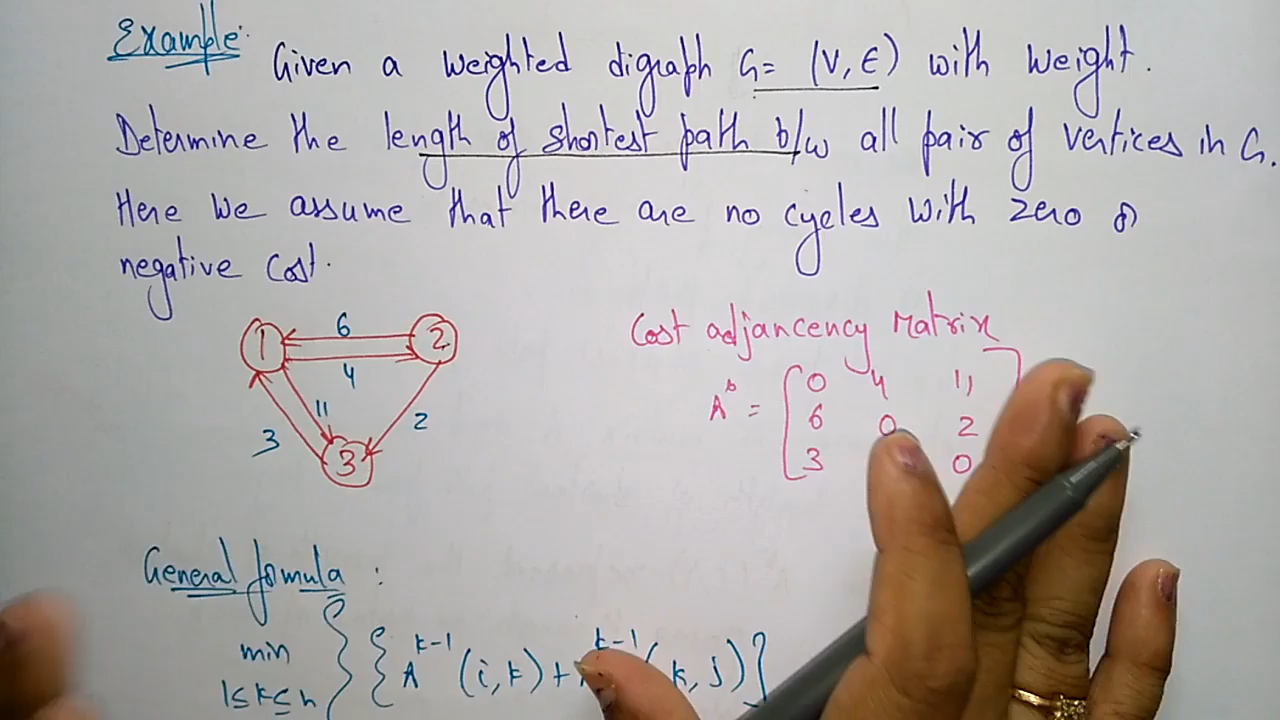 Example:
Given a weighted digraph G = (V, E) with weight.
Determine the length of shortest path b/w all pair of vertices in G.
Here we assume that there are no cycles with zero or
negative cost.
1 6 2
4
11
3 2
3
Cost adjancency Matrix
A⁰ = 0 4 11
6 0 2
3 0
General formula :
min { { A^k-1 (i, k) + ^k-1 (k, j) }
1≤k≤n